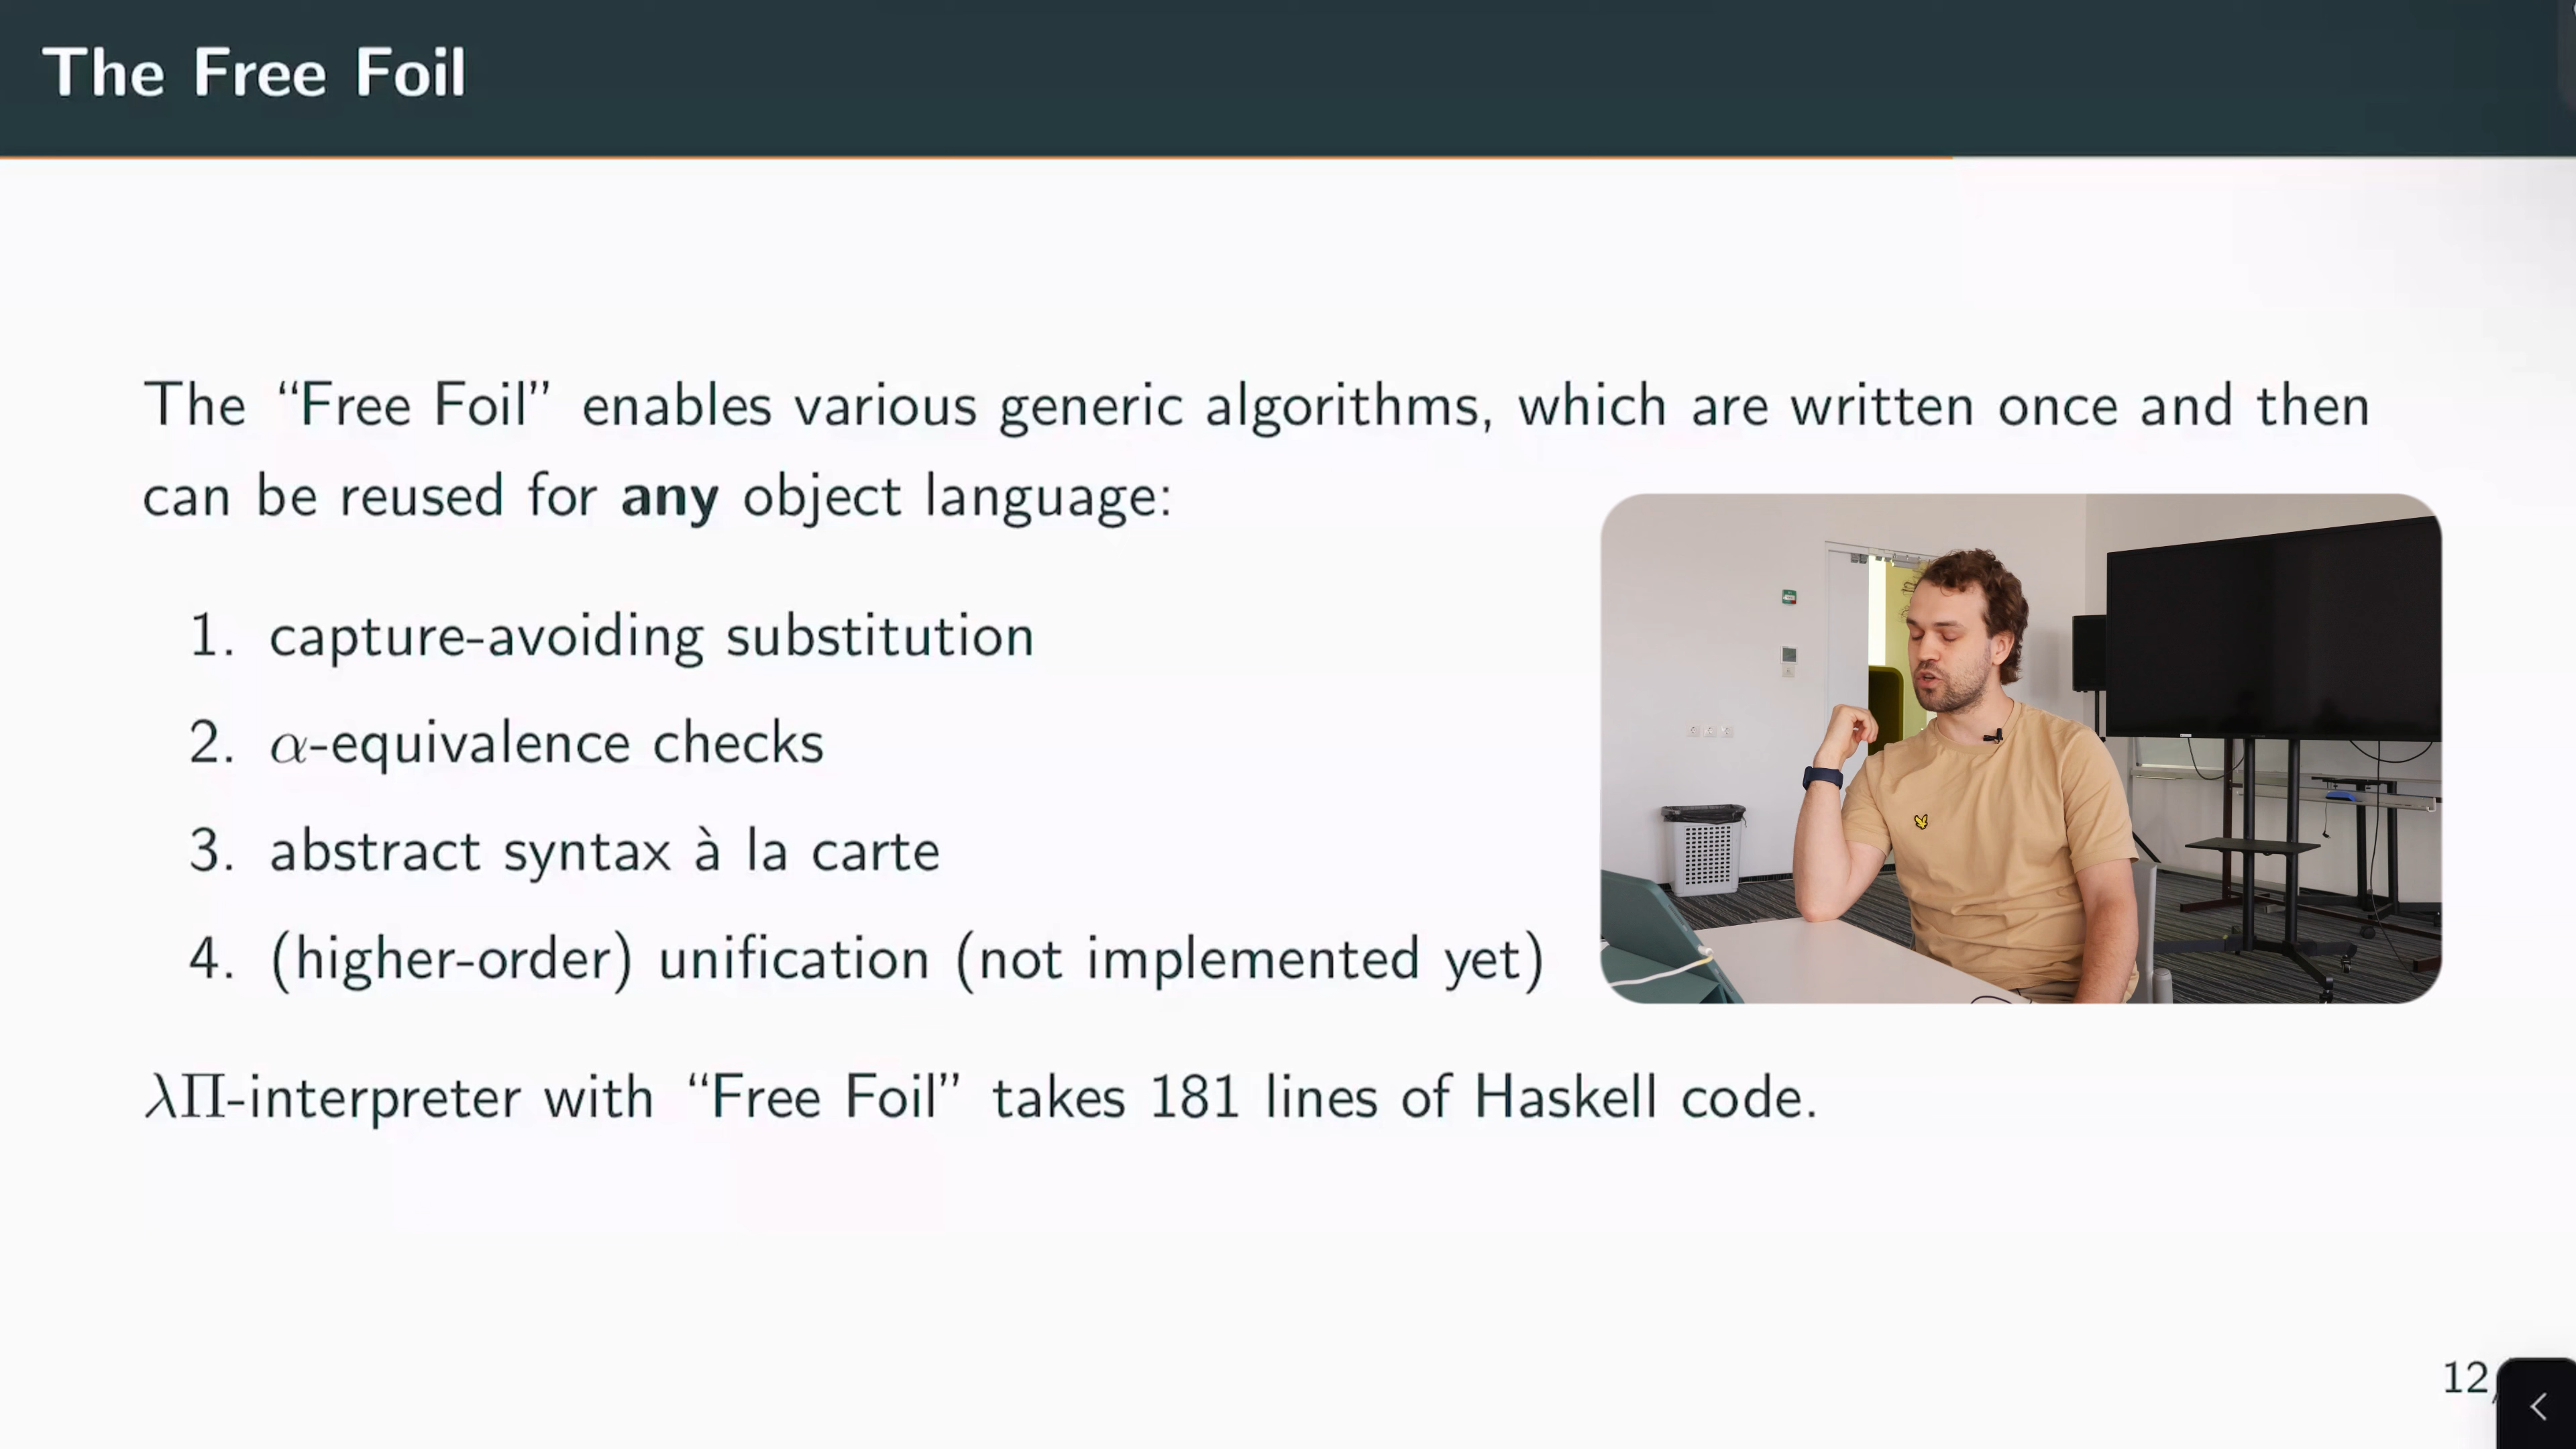 The Free Foil
The “Free Foil” enables various generic algorithms, which are written once and then
can be reused for any object language:
1. capture-avoiding substitution
2. α-equivalence checks
3. abstract syntax à la carte
4. (higher-order) unification (not implemented yet)
λΠ-interpreter with “Free Foil” takes 181 lines of Haskell code.
12